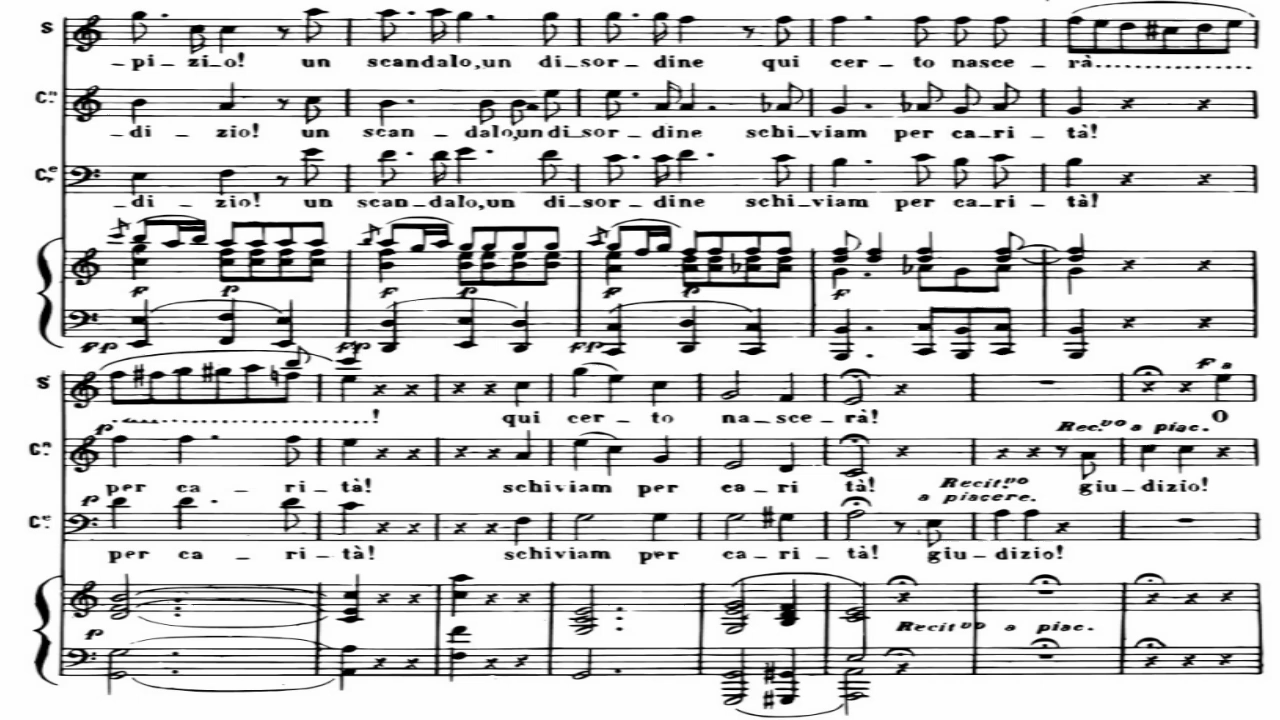 S
– pi – zi – o! un scandalo,un di – sor – dine qui cer – to nasce – rà
C.n
– di – zio! un scan – dalo,un di – sor – dine schi – viam per ca – ri – tà!
C.e
– di – zio! un scan – dalo,un di – sor – dine schi – viam per ca – ri – tà!
f p f p f p f
fp fp fp
S
! qui cer – to na – sce – rà! fa
p Rec.vo a piac. O
C.n
per ca – ri – tà! schiviam per ca – ri tà! giu – dizio!
p Recit.vo
a piacere.
C.e
per ca – ri – tà! schiviam per ca – ri – tà! giu – dizio!
p
Recit.vo a piac.